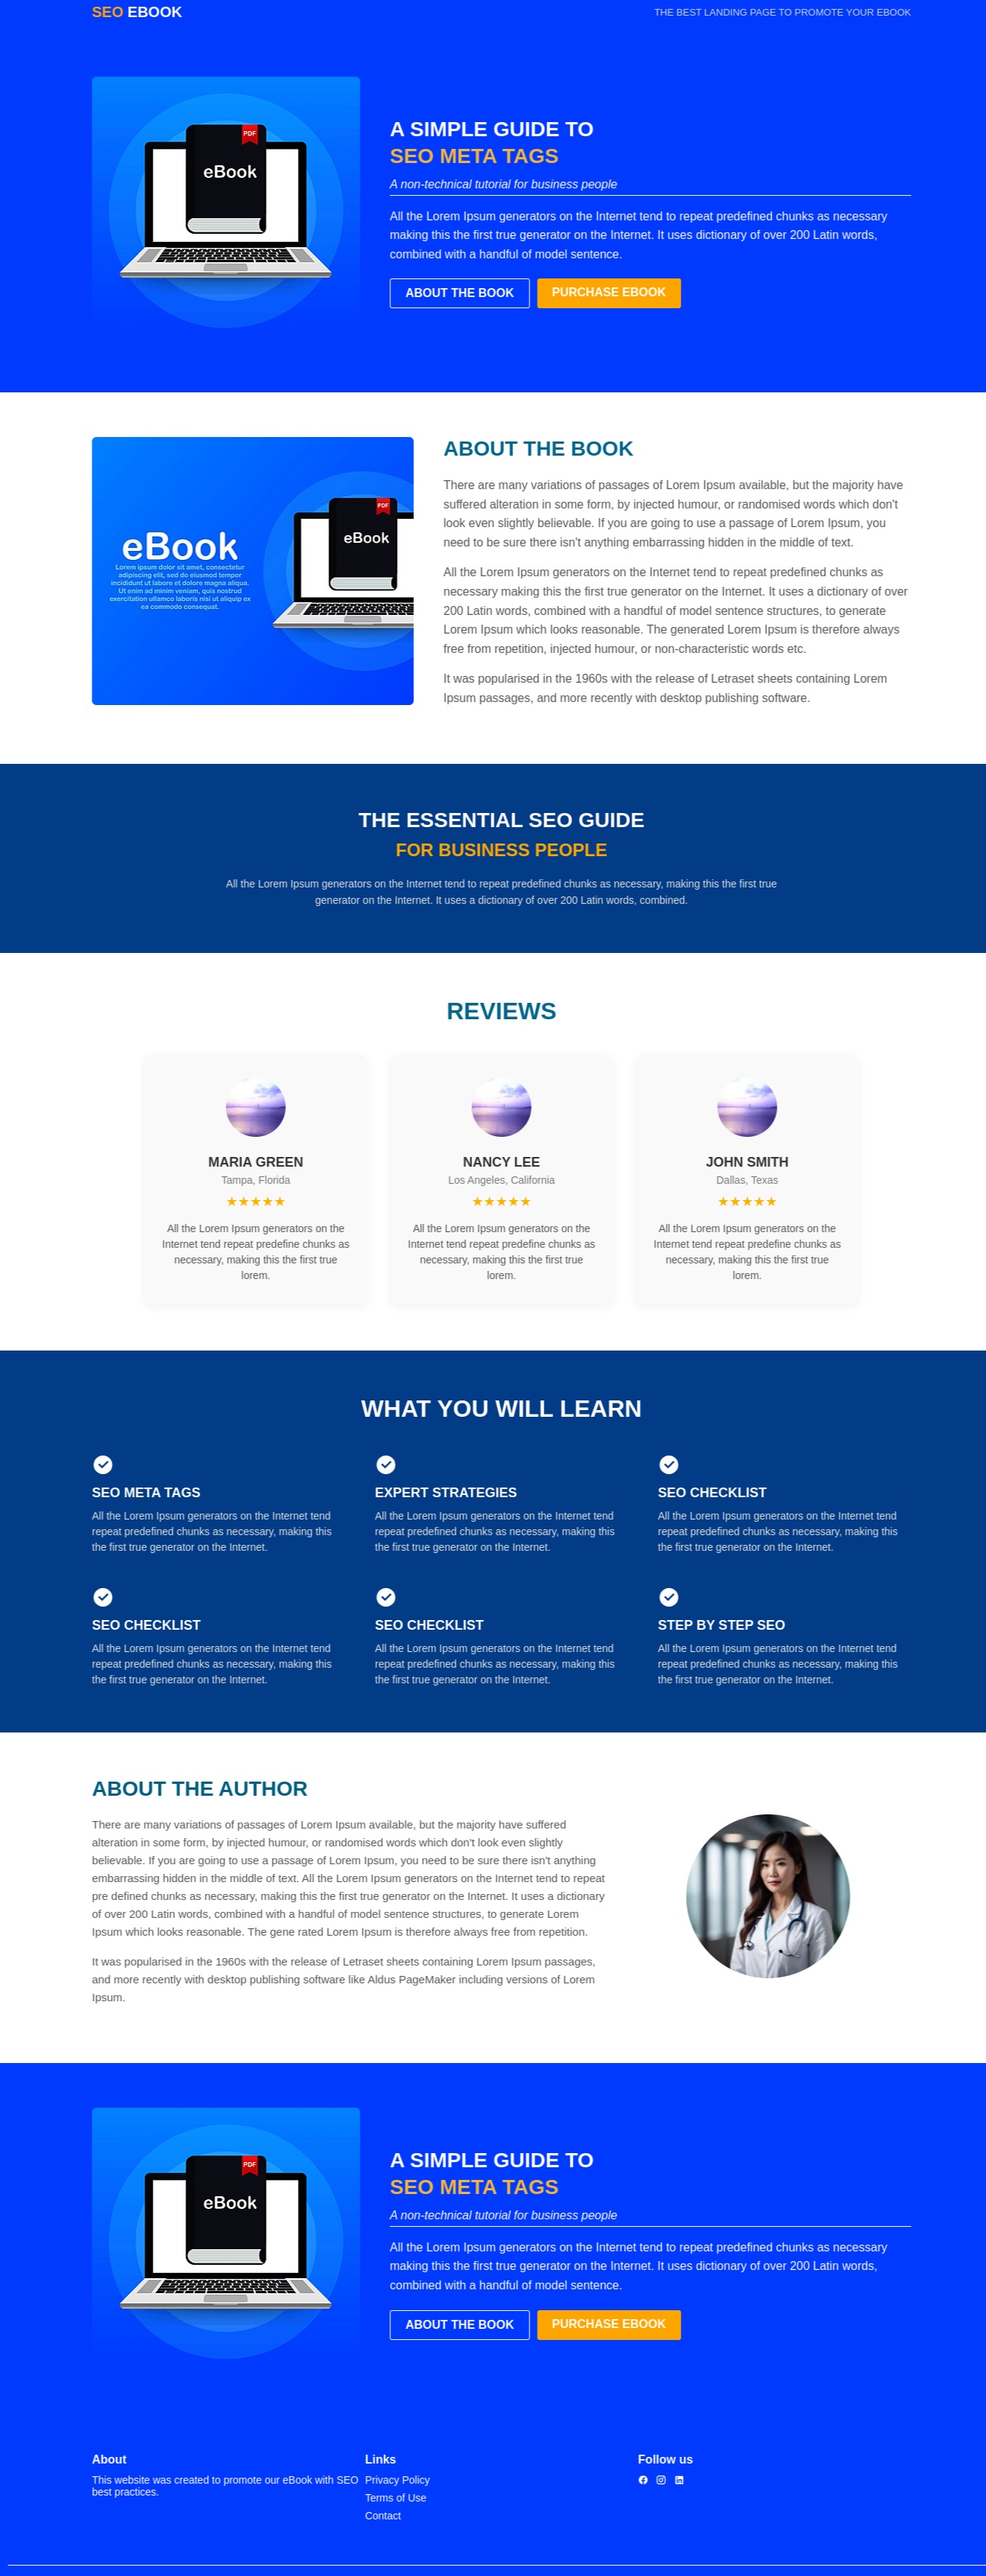 SEO EBOOK
THE BEST LANDING PAGE TO PROMOTE YOUR EBOOK
PDF
eBook
A SIMPLE GUIDE TO
SEO META TAGS
A non-technical tutorial for business people
All the Lorem Ipsum generators on the Internet tend to repeat predefined chunks as necessary
making this the first true generator on the Internet. It uses dictionary of over 200 Latin words,
combined with a handful of model sentence.
ABOUT THE BOOK
PURCHASE EBOOK
eBook
Lorem ipsum dolor sit amet, consectetur
adipiscing elit, sed do eiusmod tempor
incididunt ut labore et dolore magna aliqua.
Ut enim ad minim veniam, quis nostrud
exercitation ullamco laboris nisi ut aliquip ex
ea commodo consequat.
PDF
eBook
ABOUT THE BOOK
There are many variations of passages of Lorem Ipsum available, but the majority have
suffered alteration in some form, by injected humour, or randomised words which don't
look even slightly believable. If you are going to use a passage of Lorem Ipsum, you
need to be sure there isn't anything embarrassing hidden in the middle of text.
All the Lorem Ipsum generators on the Internet tend to repeat predefined chunks as
necessary making this the first true generator on the Internet. It uses a dictionary of over
200 Latin words, combined with a handful of model sentence structures, to generate
Lorem Ipsum which looks reasonable. The generated Lorem Ipsum is therefore always
free from repetition, injected humour, or non-characteristic words etc.
It was popularised in the 1960s with the release of Letraset sheets containing Lorem
Ipsum passages, and more recently with desktop publishing software.
THE ESSENTIAL SEO GUIDE
FOR BUSINESS PEOPLE
All the Lorem Ipsum generators on the Internet tend to repeat predefined chunks as necessary, making this the first true
generator on the Internet. It uses a dictionary of over 200 Latin words, combined.
REVIEWS
MARIA GREEN
Tampa, Florida
★★★★★
All the Lorem Ipsum generators on the
Internet tend repeat predefine chunks as
necessary, making this the first true
lorem.
NANCY LEE
Los Angeles, California
★★★★★
All the Lorem Ipsum generators on the
Internet tend repeat predefine chunks as
necessary, making this the first true
lorem.
JOHN SMITH
Dallas, Texas
★★★★★
All the Lorem Ipsum generators on the
Internet tend repeat predefine chunks as
necessary, making this the first true
lorem.
WHAT YOU WILL LEARN
SEO META TAGS
All the Lorem Ipsum generators on the Internet tend
repeat predefined chunks as necessary, making this
the first true generator on the Internet.
EXPERT STRATEGIES
All the Lorem Ipsum generators on the Internet tend
repeat predefined chunks as necessary, making this
the first true generator on the Internet.
SEO CHECKLIST
All the Lorem Ipsum generators on the Internet tend
repeat predefined chunks as necessary, making this
the first true generator on the Internet.
SEO CHECKLIST
All the Lorem Ipsum generators on the Internet tend
repeat predefined chunks as necessary, making this
the first true generator on the Internet.
SEO CHECKLIST
All the Lorem Ipsum generators on the Internet tend
repeat predefined chunks as necessary, making this
the first true generator on the Internet.
STEP BY STEP SEO
All the Lorem Ipsum generators on the Internet tend
repeat predefined chunks as necessary, making this
the first true generator on the Internet.
ABOUT THE AUTHOR
There are many variations of passages of Lorem Ipsum available, but the majority have suffered
alteration in some form, by injected humour, or randomised words which don't look even slightly
believable. If you are going to use a passage of Lorem Ipsum, you need to be sure there isn't anything
embarrassing hidden in the middle of text. All the Lorem Ipsum generators on the Internet tend to repeat
pre defined chunks as necessary, making this the first true generator on the Internet. It uses a dictionary
of over 200 Latin words, combined with a handful of model sentence structures, to generate Lorem
Ipsum which looks reasonable. The gene rated Lorem Ipsum is therefore always free from repetition.
It was popularised in the 1960s with the release of Letraset sheets containing Lorem Ipsum passages,
and more recently with desktop publishing software like Aldus PageMaker including versions of Lorem
Ipsum.
PDF
eBook
A SIMPLE GUIDE TO
SEO META TAGS
A non-technical tutorial for business people
All the Lorem Ipsum generators on the Internet tend to repeat predefined chunks as necessary
making this the first true generator on the Internet. It uses dictionary of over 200 Latin words,
combined with a handful of model sentence.
ABOUT THE BOOK
PURCHASE EBOOK
About
This website was created to promote our eBook with SEO
best practices.
Links
Privacy Policy
Terms of Use
Contact
Follow us